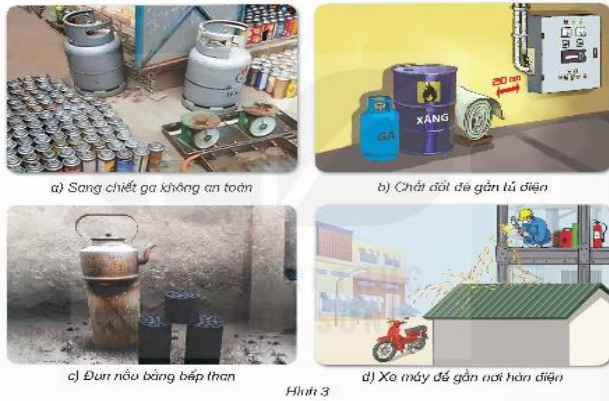 a) Sang chiết ga không an toàn
GA
XĂNG
20 cm
b) Chất đốt để gần tủ điện
c) Đun nấu bằng bếp than
d) Xe máy để gần nơi hàn điện
Hình 3